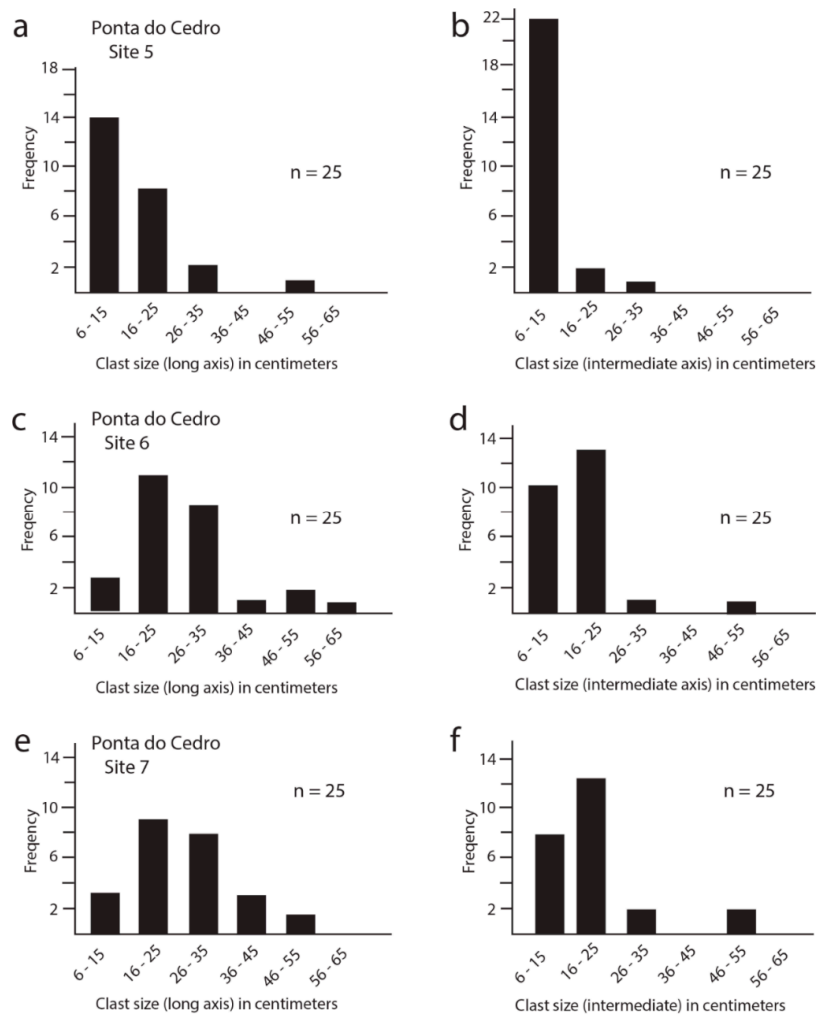 a
Ponta do Cedro
Site 5
18
14
10
6
2
Freqency
n = 25
6 - 15
16 - 25
26 - 35
36 - 45
46 - 55
56 - 65
Clast size (long axis) in centimeters
b
22
18
14
10
6
2
Freqency
n = 25
6 - 15
16 - 25
26 - 35
36 - 45
46 - 55
56 - 65
Clast size (intermediate axis) in centimeters
c
Ponta do Cedro
Site 6
14
10
6
2
Freqency
n = 25
6 - 15
16 - 25
26 - 35
36 - 45
46 - 55
56 - 65
Clast size (long axis) in centimeters
d
14
10
6
2
Freqency
n = 25
6 - 15
16 - 25
26 - 35
36 - 45
46 - 55
56 - 65
Clast size (intermediate axis) in centimeters
e
Ponta do Cedro
Site 7
14
10
6
2
Freqency
n = 25
6 - 15
16 - 25
26 - 35
36 - 45
46 - 55
56 - 65
Clast size (long axis) in centimeters
f
14
10
6
2
Freqency
n = 25
6 - 15
16 - 25
26 - 35
36 - 45
46 - 55
56 - 65
Clast size (intermediate) in centimeters